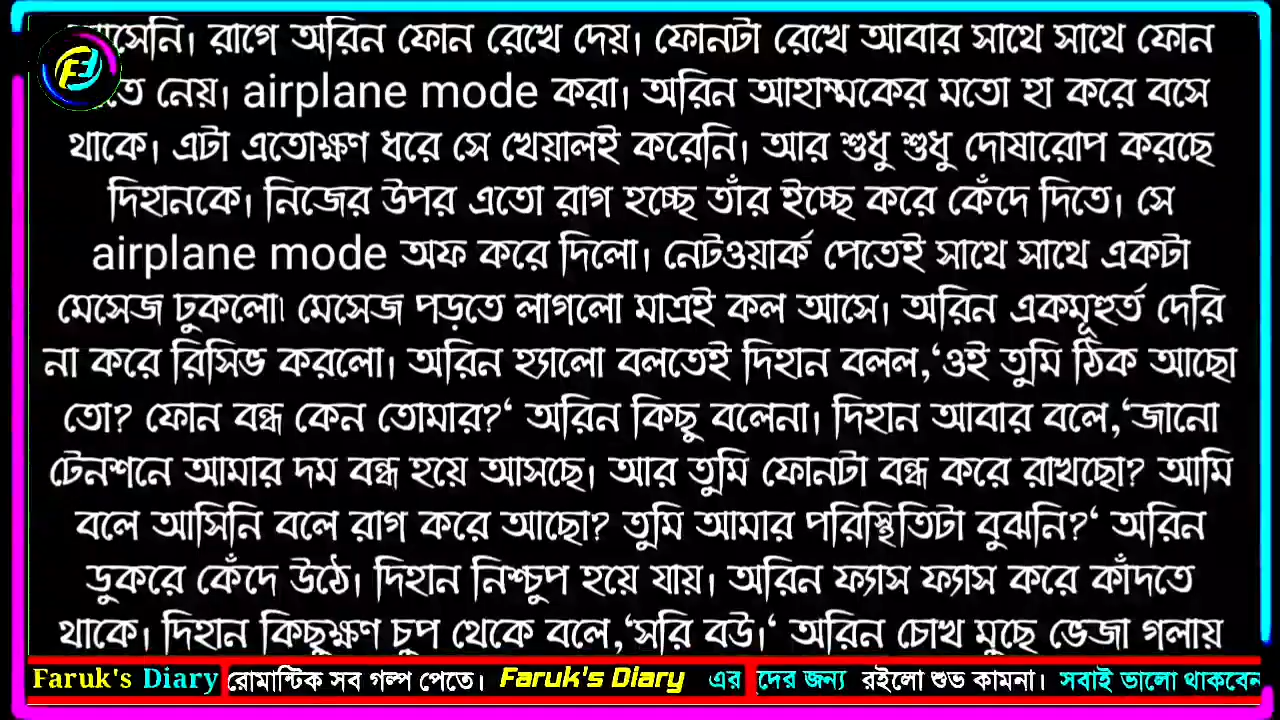 রাগে অরিন ফোন রেখে দেয়। ফোনটা রেখে আবার সাথে সাথে ফোন
নেয়। airplane mode করা। অরিন আহাম্মকের মতো হা করে বসে
থাকে। এটা এতোক্ষণ ধরে সে খেয়ালই করেনি। আর শুধু শুধু দোষারোপ করছে
দিহানকে। নিজের উপর এতো রাগ হচ্ছে তাঁর ইচ্ছে করে কেঁদে দিতে। সে
airplane mode অফ করে দিলো। নেটওয়ার্ক পেতেই সাথে সাথে একটা
মেসেজ ঢুকলো৷ মেসেজ পড়তে লাগলো মাত্রই কল আসে। অরিন একমূহুর্ত দেরি
না করে রিসিভ করলো। অরিন হ্যালো বলতেই দিহান বলল,‘ওই তুমি ঠিক আছো
তো? ফোন বন্ধ কেন তোমার?‘ অরিন কিছু বলেনা। দিহান আবার বলে,‘জানো
টেনশনে আমার দম বন্ধ হয়ে আসছে। আর তুমি ফোনটা বন্ধ করে রাখছো? আমি
বলে আসিনি বলে রাগ করে আছো? তুমি আমার পরিস্থিতিটা বুঝনি?‘ অরিন
ডুকরে কেঁদে উঠে। দিহান নিশ্চুপ হয়ে যায়। অরিন ফ্যাস ফ্যাস করে কাঁদতে
থাকে। দিহান কিছুক্ষণ চুপ থেকে বলে,‘সরি বউ।‘ অরিন চোখ মুছে ভেজা গলায়
Faruk's Diary রোমান্টিক সব গল্প পেতে। Faruk's Diary এর দের জন্য রইলো শুভ কামনা। সবাই ভালো থাকবেন